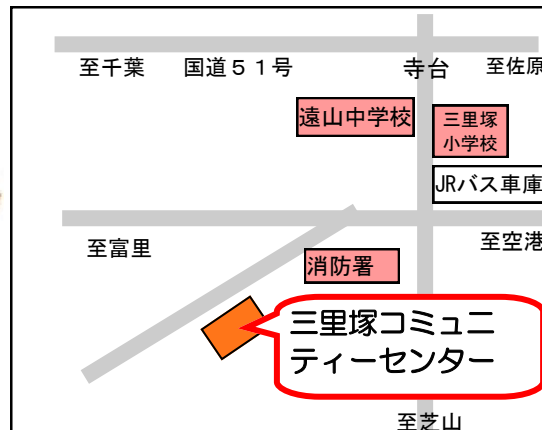 至千葉 国道５１号 寺台 至佐原
遠山中学校
三里塚
小学校
JRバス車庫
至富里
至空港
消防署
三里塚コミュニ
ティーセンター
至芝山